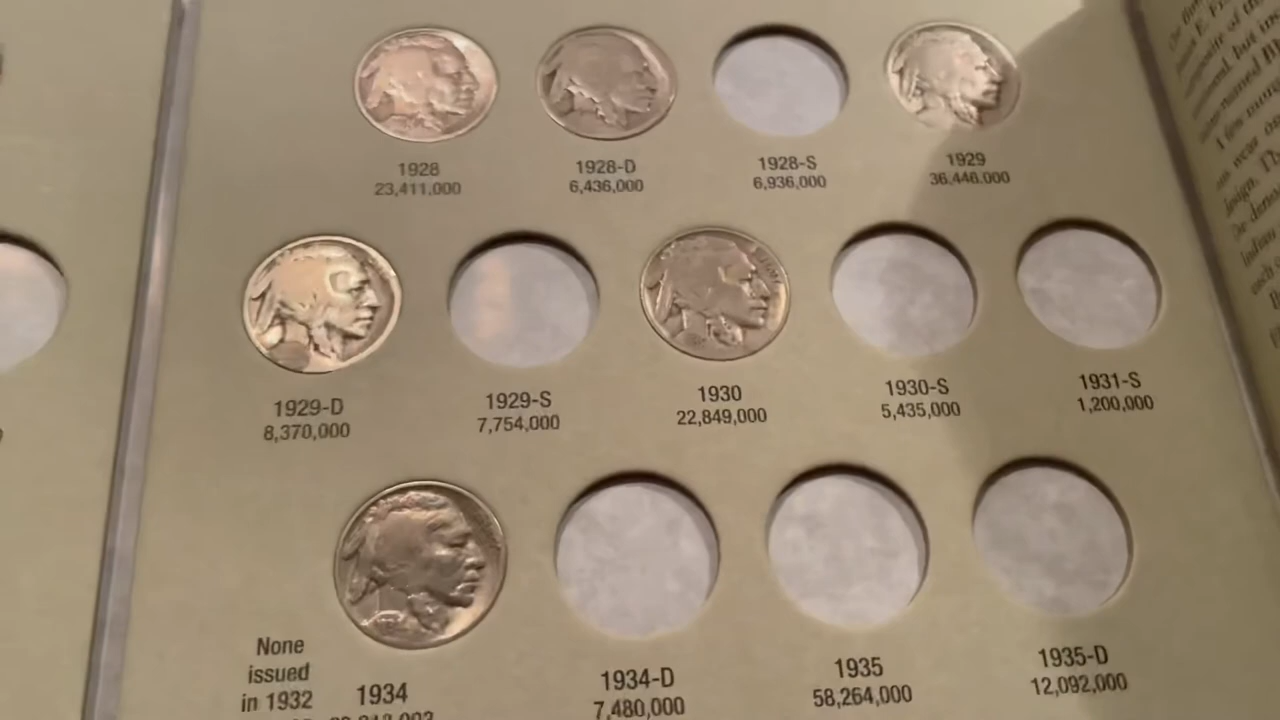 1928
23,411,000
1928-D
6,436,000
1928-S
6,936,000
1929
36,446,000
1929-D
8,370,000
1929-S
7,754,000
1930
22,849,000
1930-S
5,435,000
1931-S
1,200,000
None
issued
in 1932
1934
1934-D
7,480,000
1935
58,264,000
1935-D
12,092,000